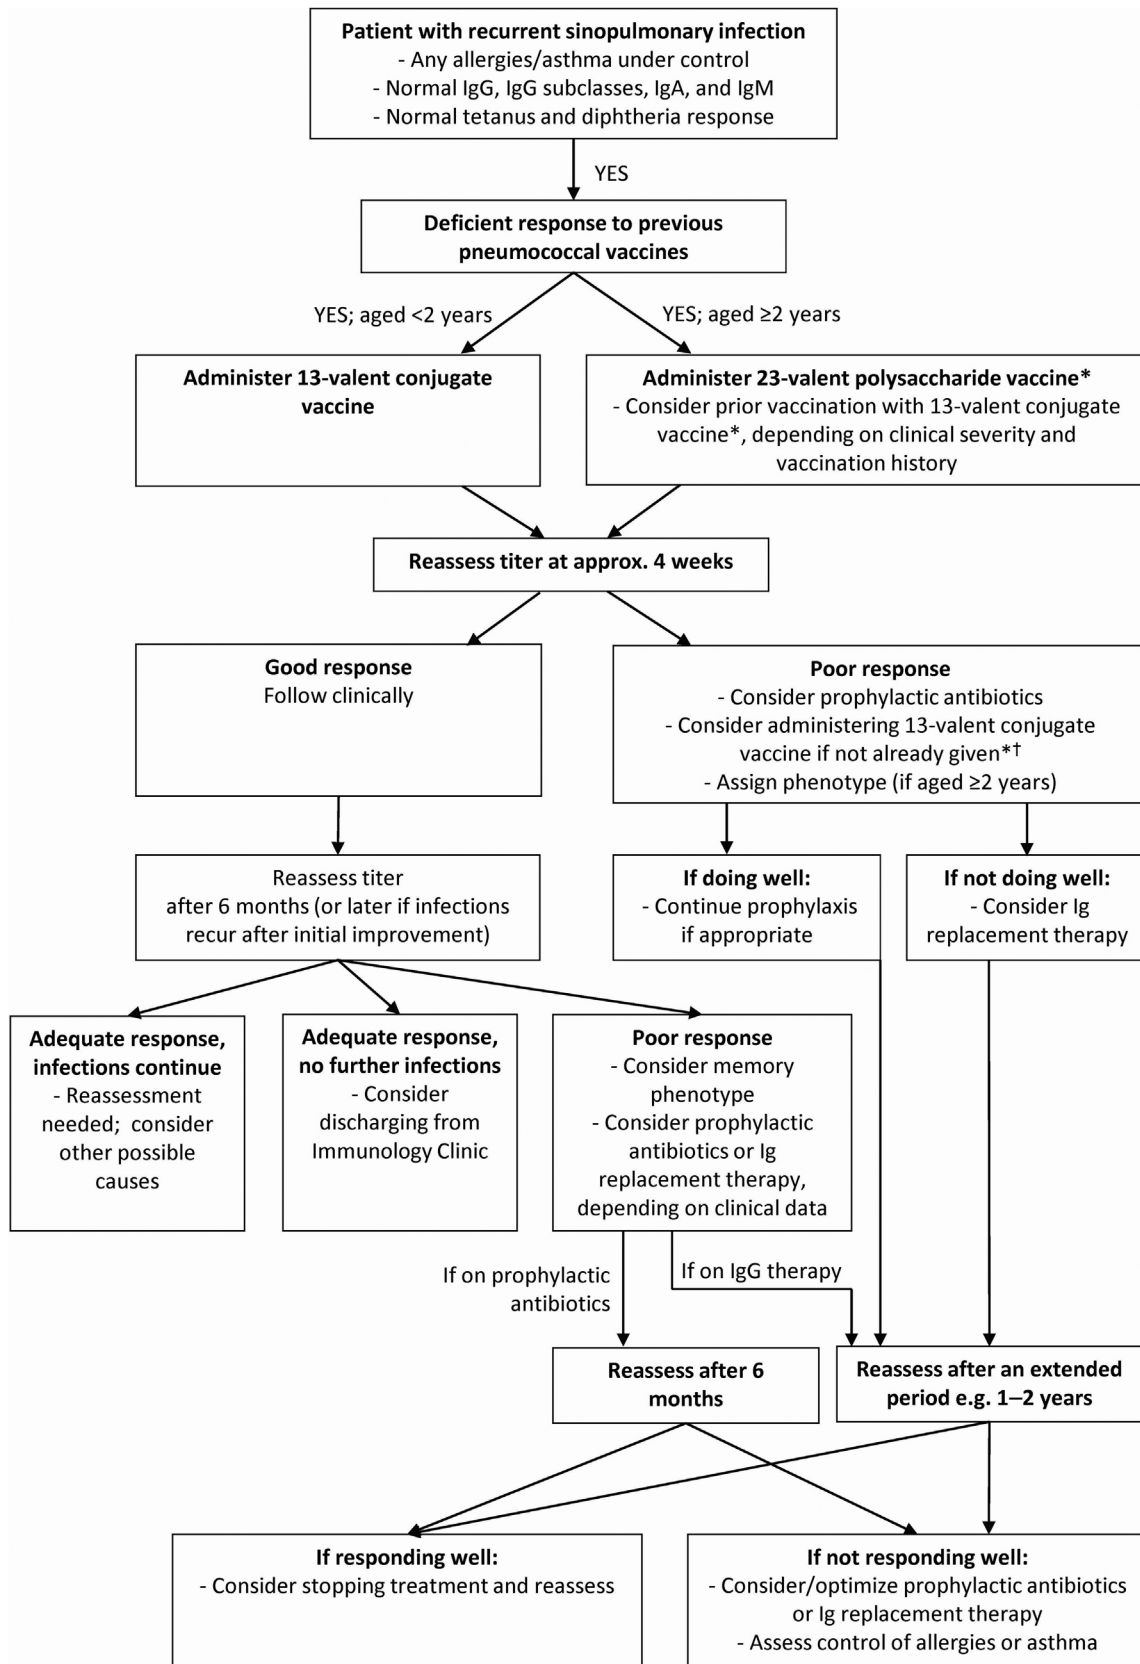 Patient with recurrent sinopulmonary infection
- Any allergies/asthma under control
- Normal IgG, IgG subclasses, IgA, and IgM
- Normal tetanus and diphtheria response
YES
Deficient response to previous
pneumococcal vaccines
YES; aged <2 years
YES; aged ≥2 years
Administer 13-valent conjugate
vaccine
Administer 23-valent polysaccharide vaccine*
- Consider prior vaccination with 13-valent conjugate
vaccine*, depending on clinical severity and
vaccination history
Reassess titer at approx. 4 weeks
Good response
Follow clinically
Poor response
- Consider prophylactic antibiotics
- Consider administering 13-valent conjugate
vaccine if not already given*†
- Assign phenotype (if aged ≥2 years)
Reassess titer
after 6 months (or later if infections
recur after initial improvement)
If doing well:
- Continue prophylaxis
if appropriate
If not doing well:
- Consider Ig
replacement therapy
Adequate response,
infections continue
- Reassessment
needed; consider
other possible
causes
Adequate response,
no further infections
- Consider
discharging from
Immunology Clinic
Poor response
- Consider memory
phenotype
- Consider prophylactic
antibiotics or Ig
replacement therapy,
depending on clinical data
If on prophylactic
antibiotics
If on IgG therapy
Reassess after 6
months
Reassess after an extended
period e.g. 1–2 years
If responding well:
- Consider stopping treatment and reassess
If not responding well:
- Consider/optimize prophylactic antibiotics
or Ig replacement therapy
- Assess control of allergies or asthma